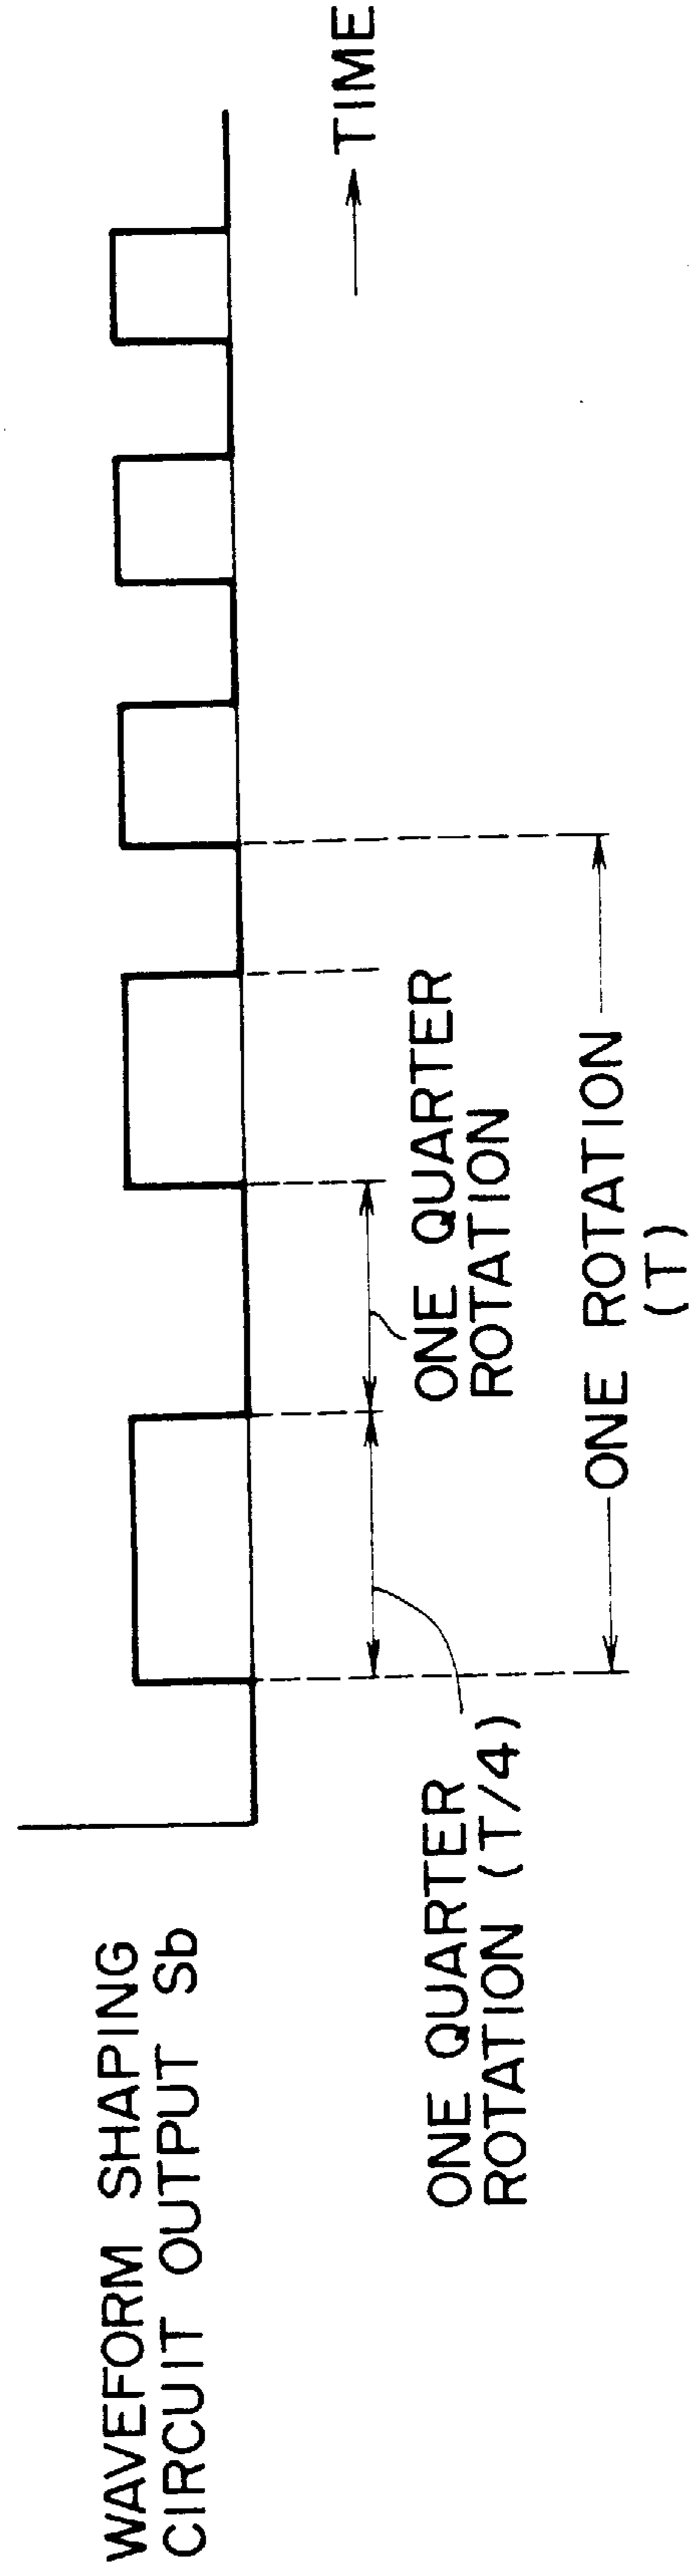 WAVEFORM SHAPING
CIRCUIT OUTPUT Sb
TIME
ONE QUARTER
ROTATION (T/4)
ONE QUARTER
ROTATION
ONE ROTATION
(T)